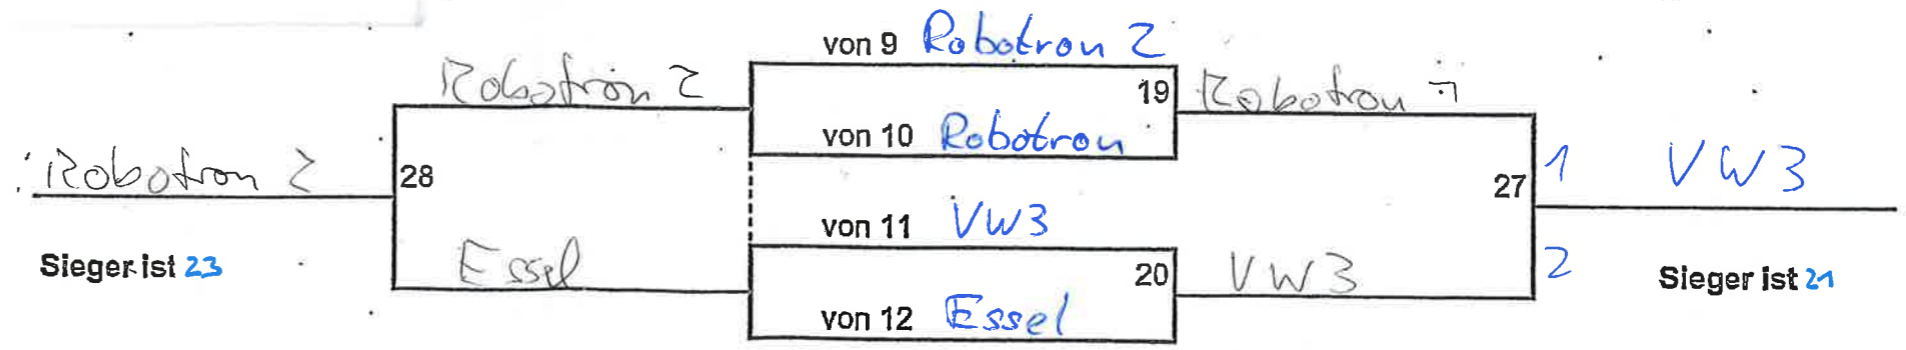 von 9 Robotron 2
Robotron 2
19
Robotron
von 10 Robotron
Robotron 2
28
27
1
VW3
von 11 VW3
Sieger ist 23
Essel
20
VW3
2
Sieger ist 21
von 12 Essel